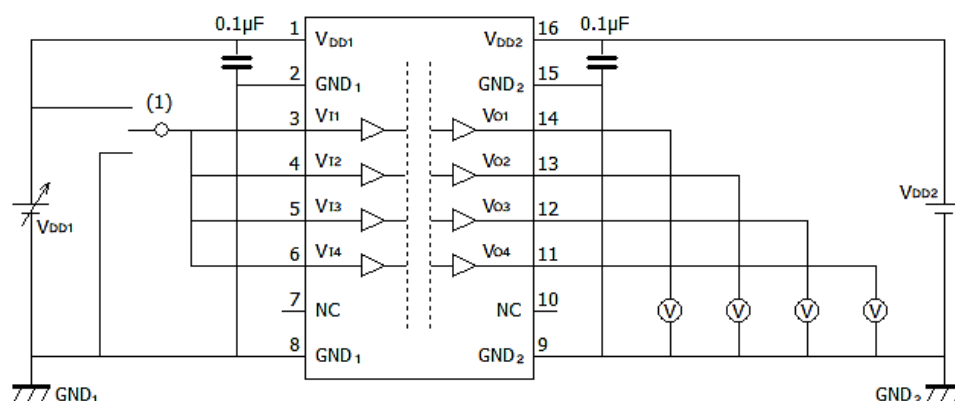 0.1µF 1 16 0.1µF
VDD1 VDD2
2 15
GND1 GND2
(1) 3 VI1 VO1 14
4 VI2 VO2 13
5 VI3 VO3 12
VDD1 VDD2
6 VI4 VO4 11
7 NC NC 10
V V V V
8 GND1 GND2 9
GND1 GND2